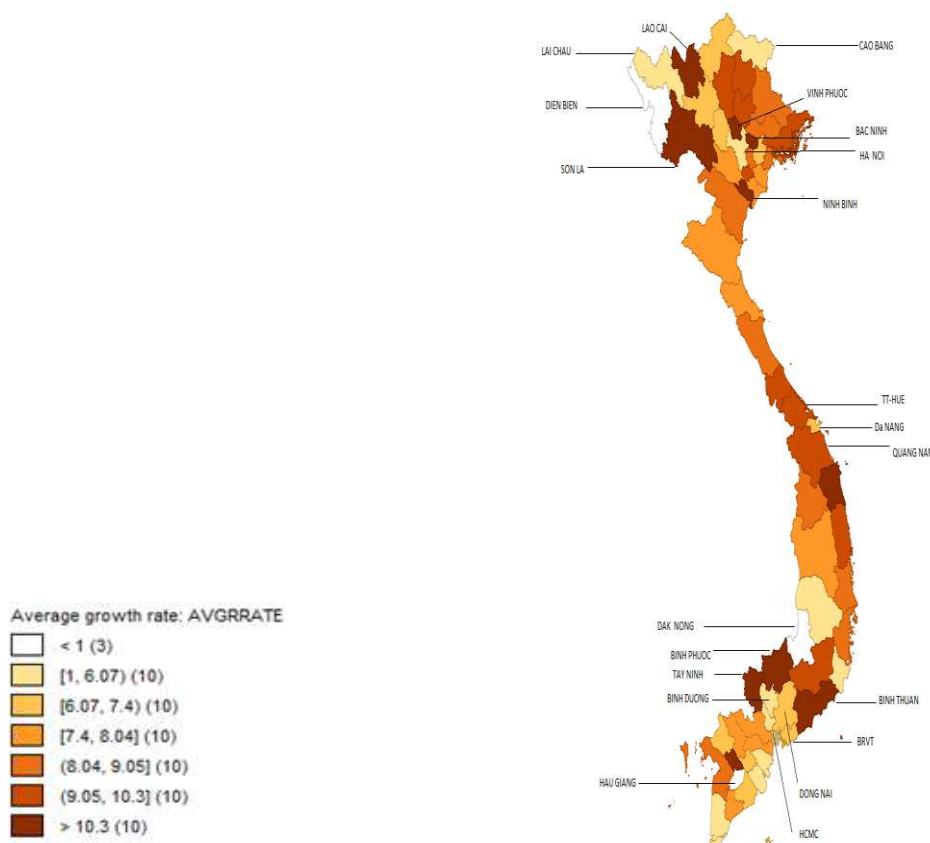 LAO CAI
LAI CHAU
CAO BANG
DIEN BIEN
VINH PHUOC
BAC NINH
HA NOI
SON LA
NINH BINH
TT-HUE
Da NANG
QUANG NAM
Average growth rate: AVGRRATE
< 1 (3)
[1, 6.07) (10)
[6.07, 7.4) (10)
[7.4, 8.04] (10)
(8.04, 9.05] (10)
(9.05, 10.3] (10)
> 10.3 (10)
DAK NONG
BINH PHUOC
TAY NINH
BINH DUONG
BINH THUAN
BRVT
HAU GIANG
DONG NAI
HCMC